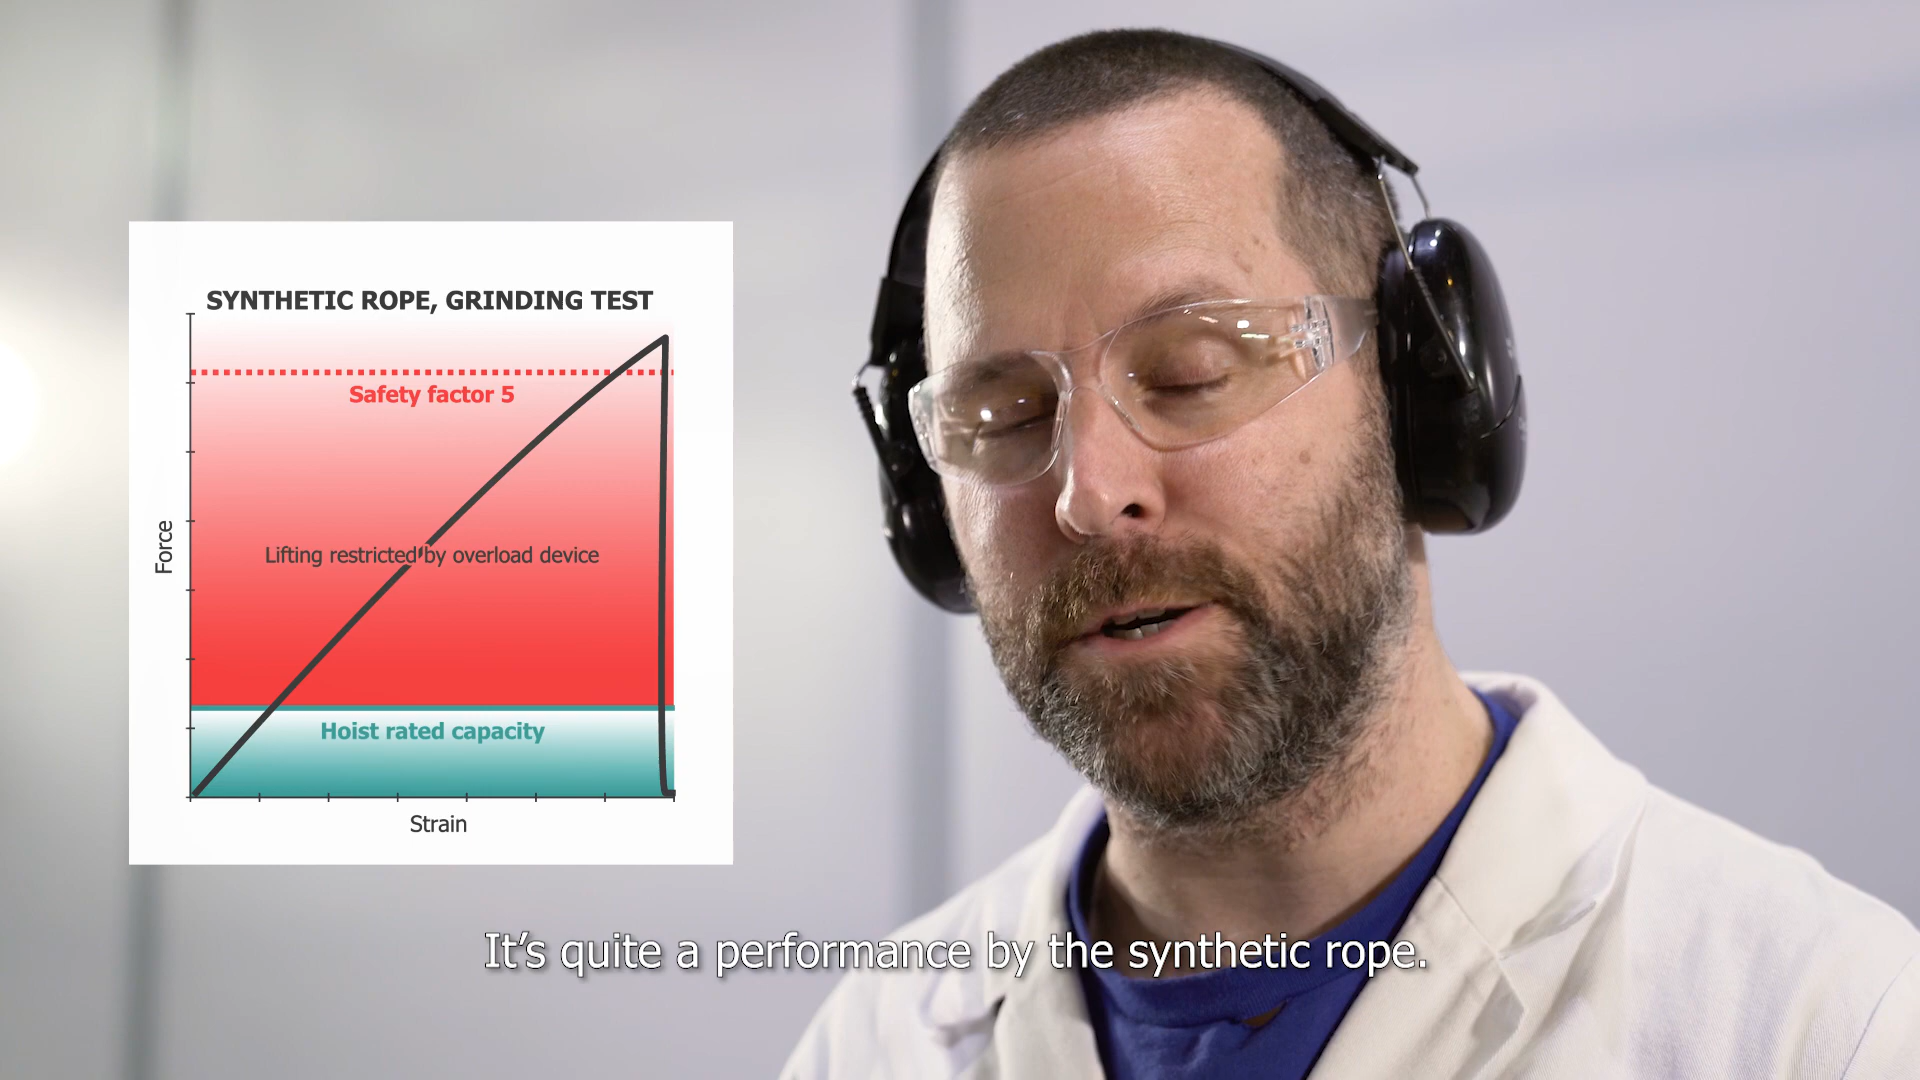 SYNTHETIC ROPE, GRINDING TEST
Safety factor 5
Force
Lifting restricted by overload device
Hoist rated capacity
Strain
It’s quite a performance by the synthetic rope.